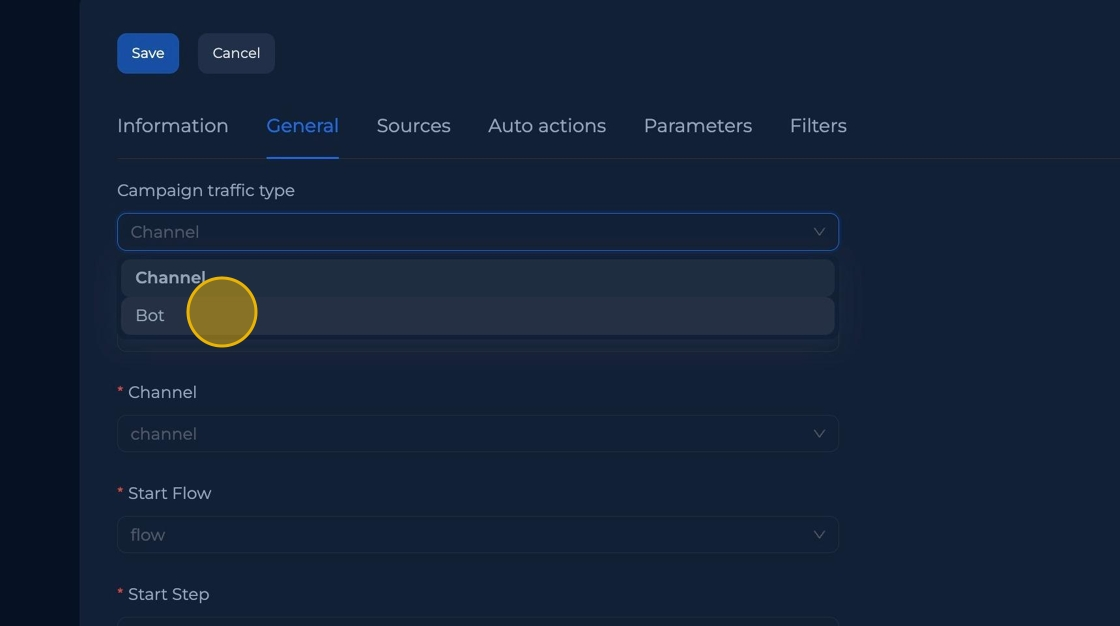 Save Cancel
Information General Sources Auto actions Parameters Filters
Campaign traffic type
Channel
Channel
Bot
* Channel
channel
* Start Flow
flow
* Start Step